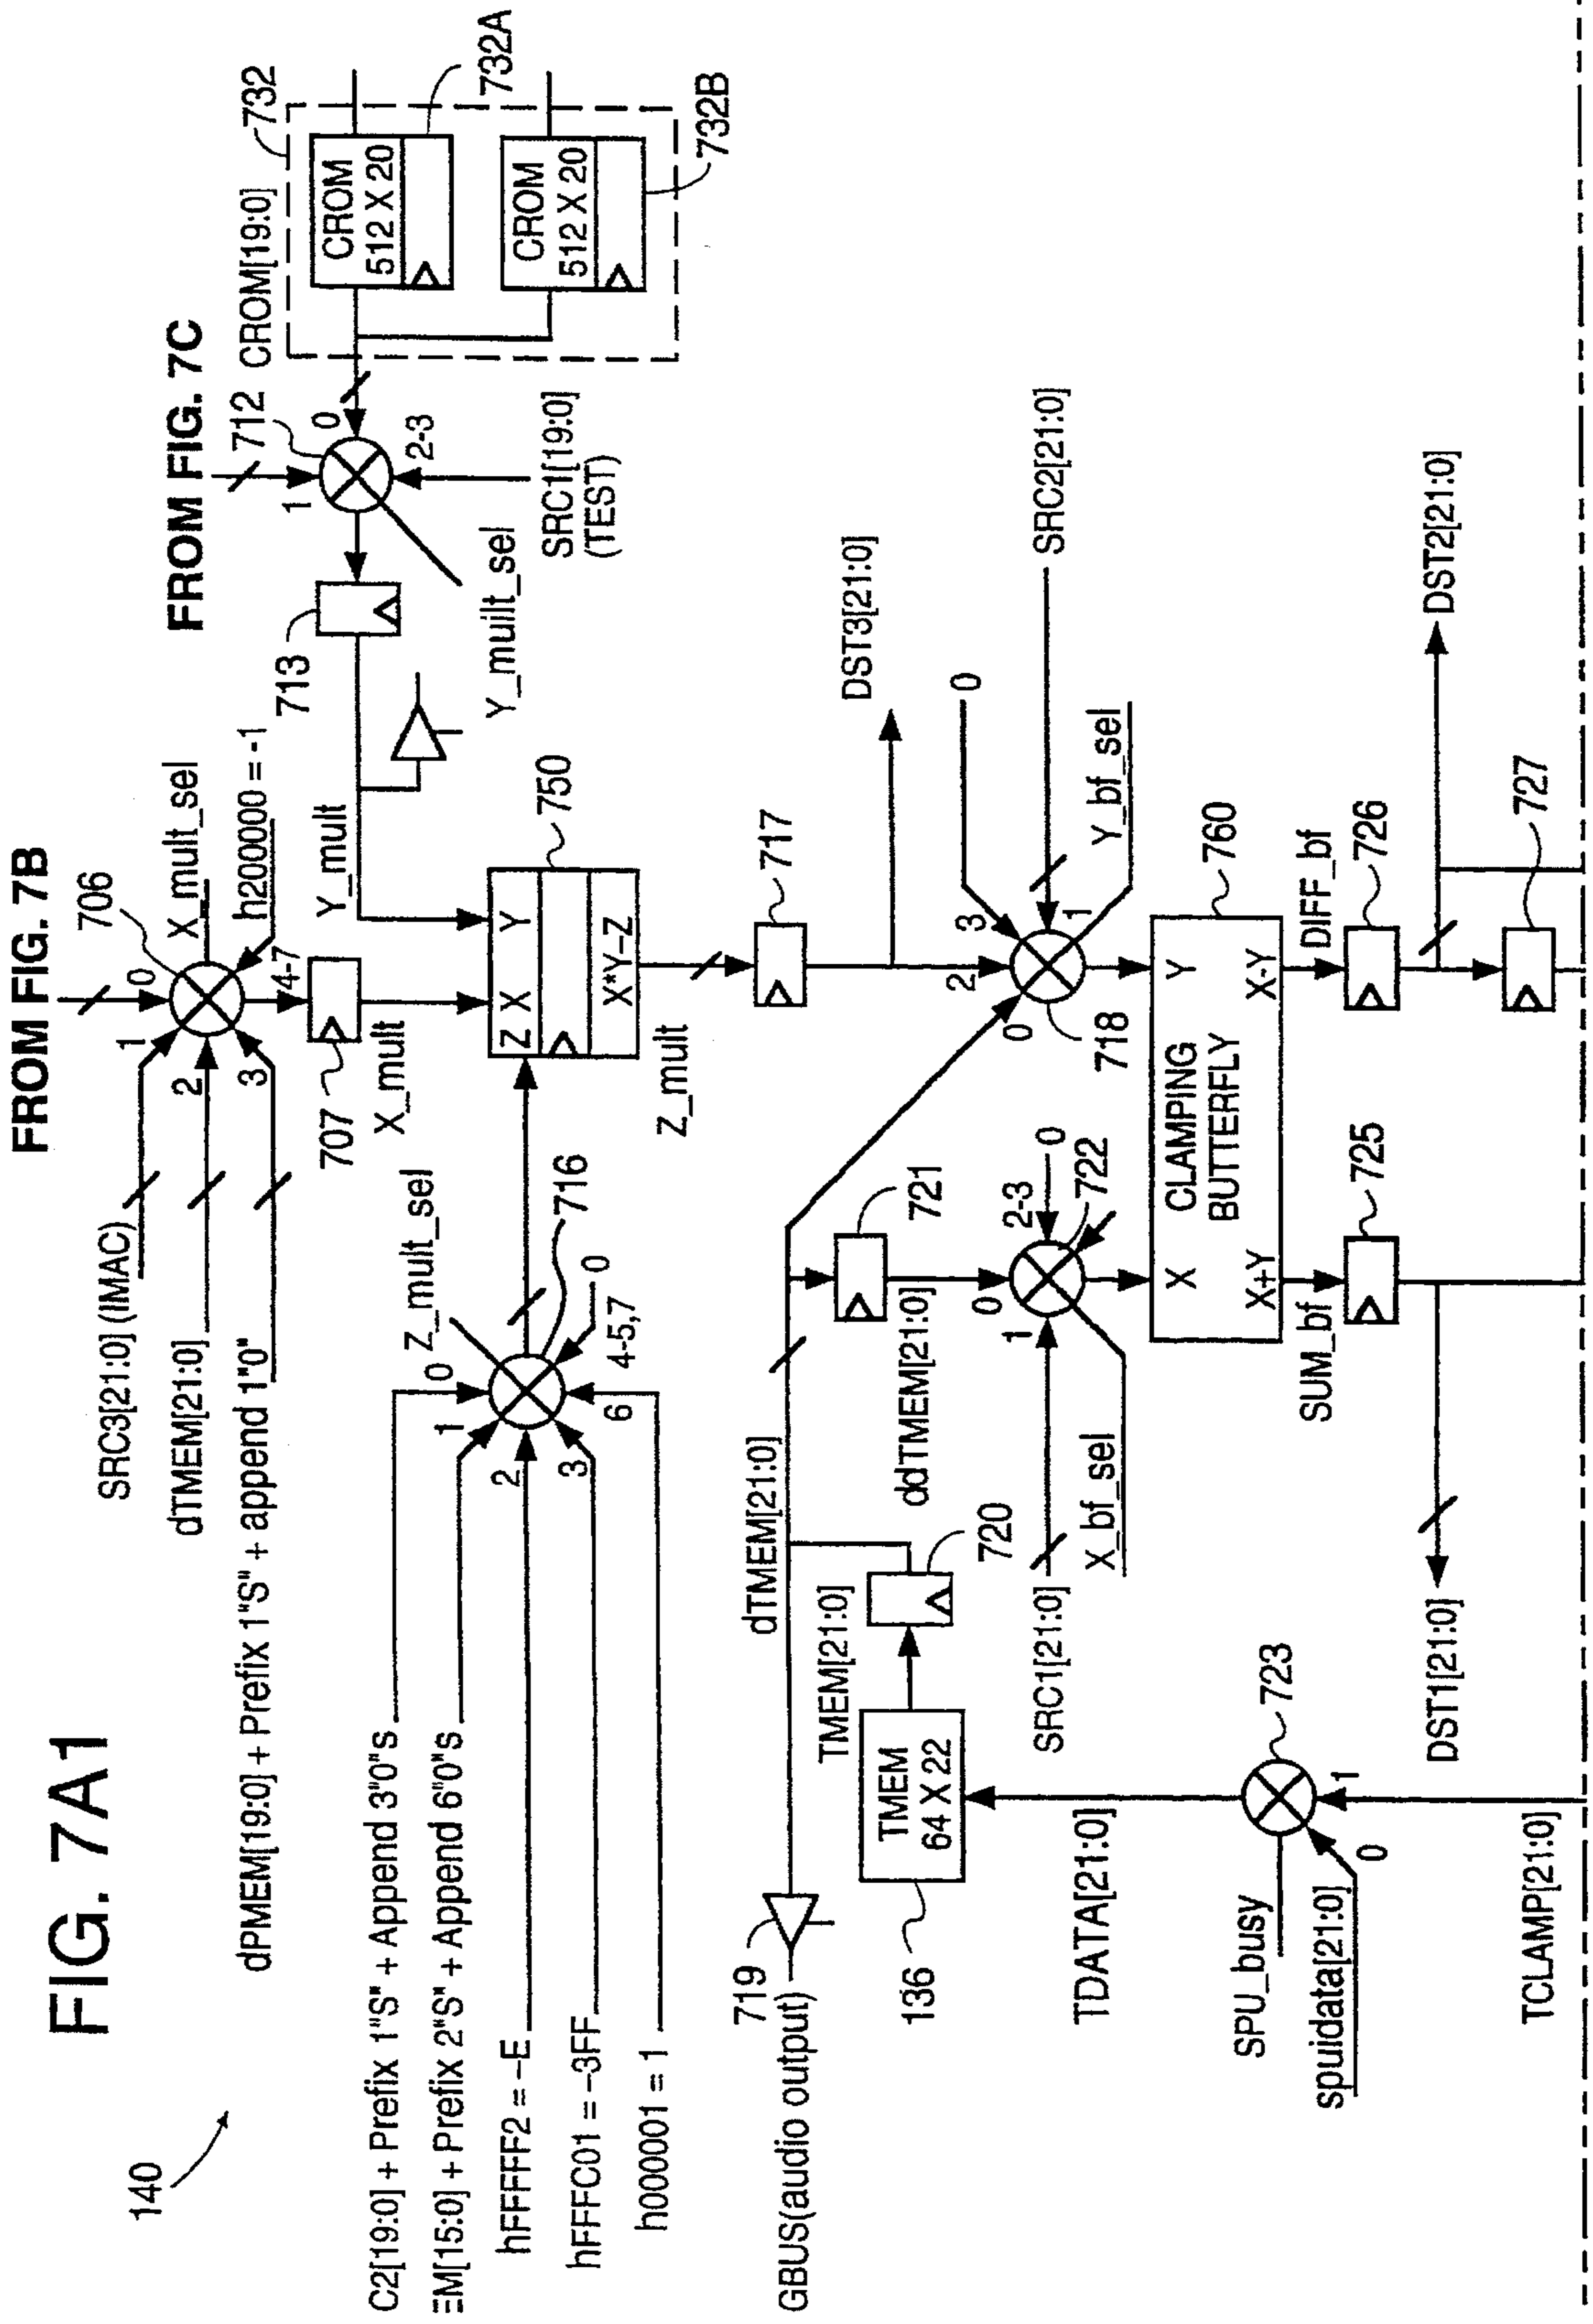 FIG. 7A1
140
FROM FIG. 7B
706
X_mult_sel
0
1
2
3
4-7
h200000 = -1
SRC3[21:0] (IMAC)
dTMEM[21:0]
dPMEM[19:0] + Prefix 1"S" + append 1"0"
707
X_mult
FROM FIG. 7C
712
1
0
2-3
CROM[19:0]
732
CROM
512 X 20
732A
CROM
512 X 20
732B
SRC1[19:0]
(TEST)
Y_muilt_sel
713
Y_mult
C2[19:0] + Prefix 1"S" + Append 3"0"s
EM[15:0] + Prefix 2"S" + Append 6"0"s
hFFFF2 = –E
hFFFC01 = –3FF
h000001 = 1
Z_mult_sel
0
1
2
3
6
4-5,7
0
716
Z X Y
X*Y–Z
750
Z_mult
717
DST3[21:0]
GBUS(audio output)
719
dTMEM[21:0]
TMEM[21:0]
720
TMEM
64 X 22
136
TDATA[21:0]
721
ddTMEM[21:0]
0
1
2-3
0
722
SRC1[21:0]
X_bf_sel
0
2
3
0
1
718
SRC2[21:0]
Y_bf_sel
X Y
CLAMPING
BUTTERFLY
X+Y X-Y
760
SUM_bf
725
DIFF_bf
726
DST2[21:0]
727
DST1[21:0]
SPU_busy
723
spuidata[21:0]
0
1
TCLAMP[21:0]